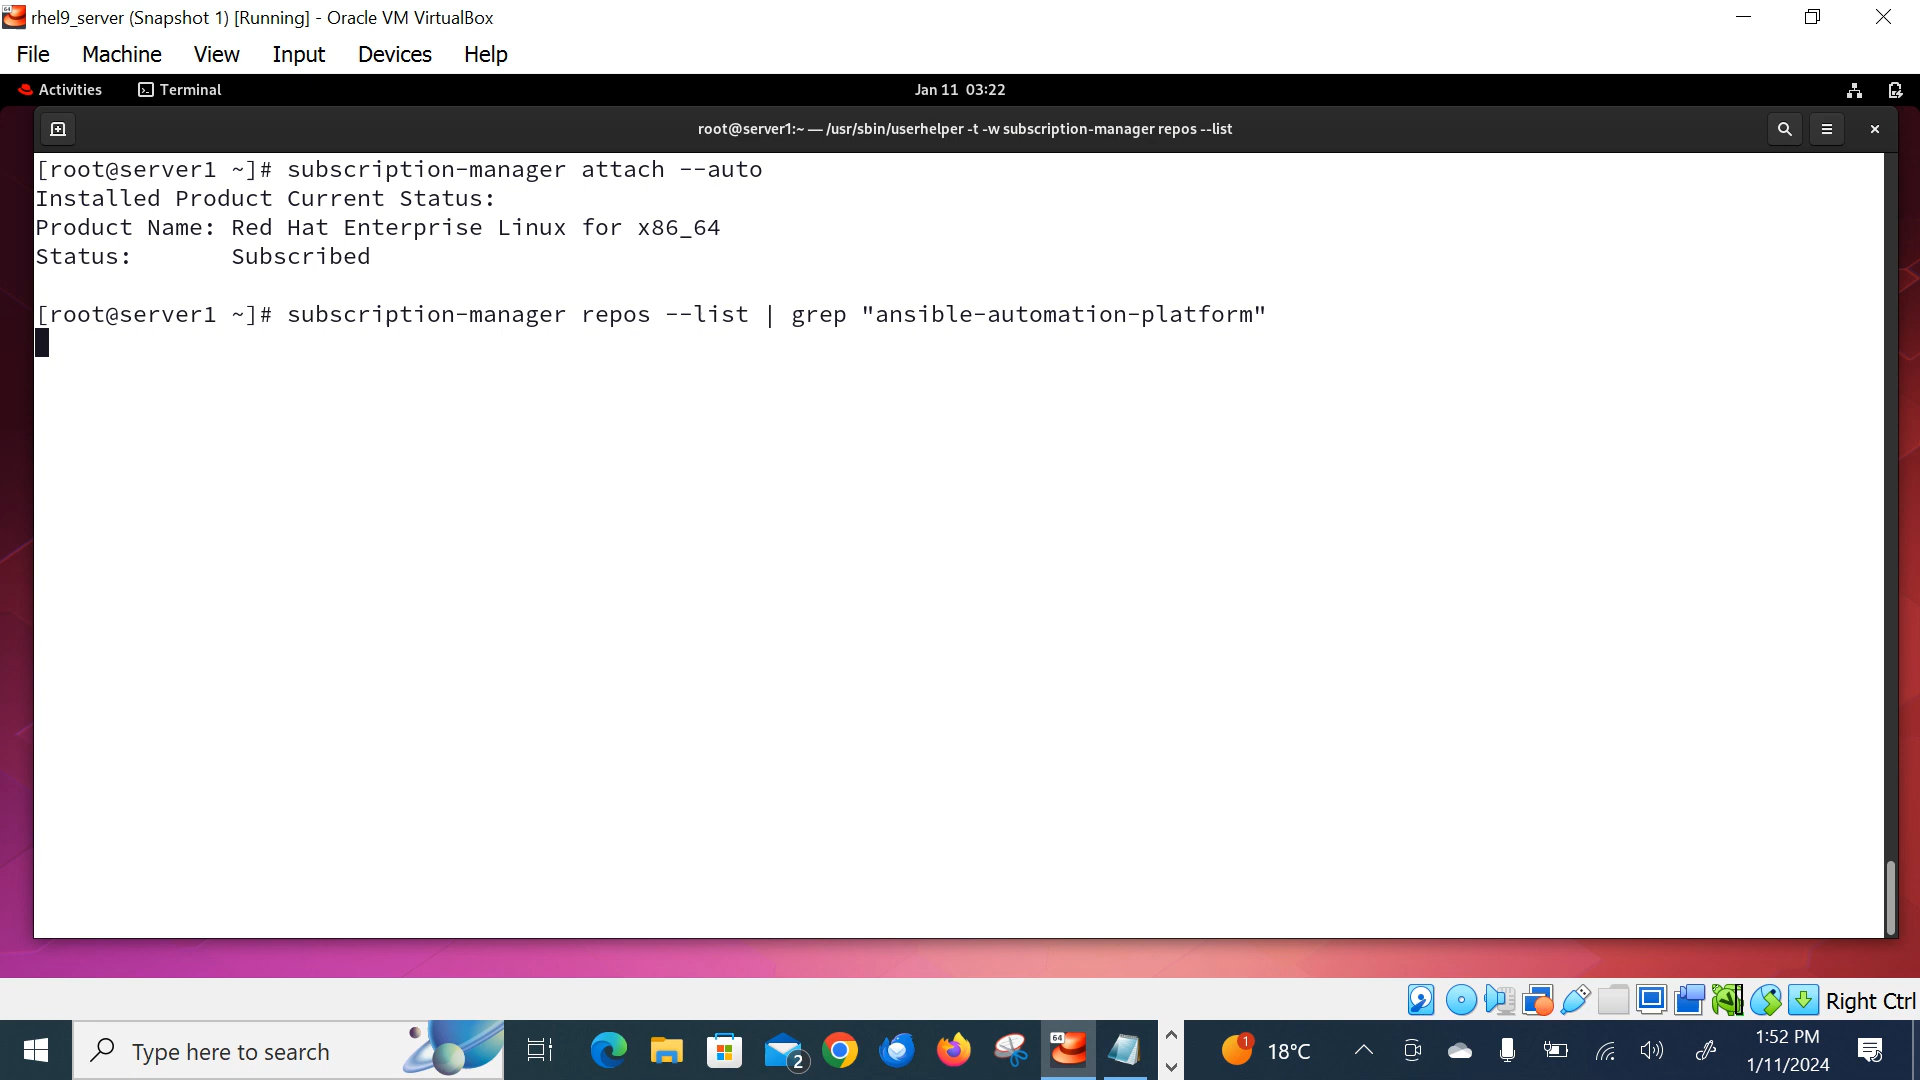 rhel9_server (Snapshot 1) [Running] - Oracle VM VirtualBox
File Machine View Input Devices Help
Activities Terminal Jan 11 03:22
root@server1:~ — /usr/sbin/userhelper -t -w subscription-manager repos --list
[root@server1 ~]# subscription-manager attach --auto
Installed Product Current Status:
Product Name: Red Hat Enterprise Linux for x86_64
Status: Subscribed
[root@server1 ~]# subscription-manager repos --list | grep "ansible-automation-platform"
Right Ctrl
Type here to search
2
64
1
18°C
1:52 PM
1/11/2024